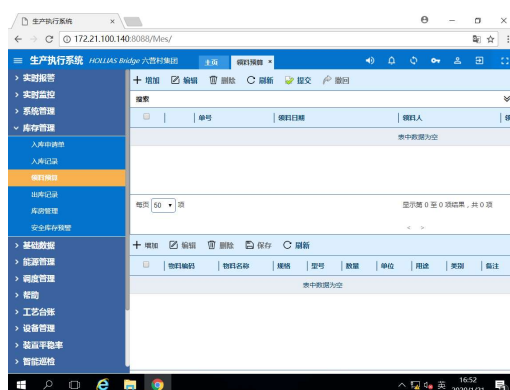 生产执行系统 ×
172.21.100.140:8088/Mes/
生产执行系统 HOLLIAS Bridge 六营村集团 主页 领料预算 ×
实时报警
实时监控
系统管理
库存管理
入库申请单
入库记录
领料预算
出库记录
库房管理
安全库存预警
基础数据
能源管理
调度管理
帮助
工艺台账
设备管理
装置平稳率
智能巡检
增加 编辑 删除 刷新 提交 撤回
搜索
单号 领料日期 领料人
表中数据为空
每页 50 项
显示第 0 至 0 项结果，共 0 项
增加 编辑 删除 保存 刷新
物料编码 物料名称 规格 型号 数量 单位 用途 类别 备注
表中数据为空
英 16:52
2020/1/21